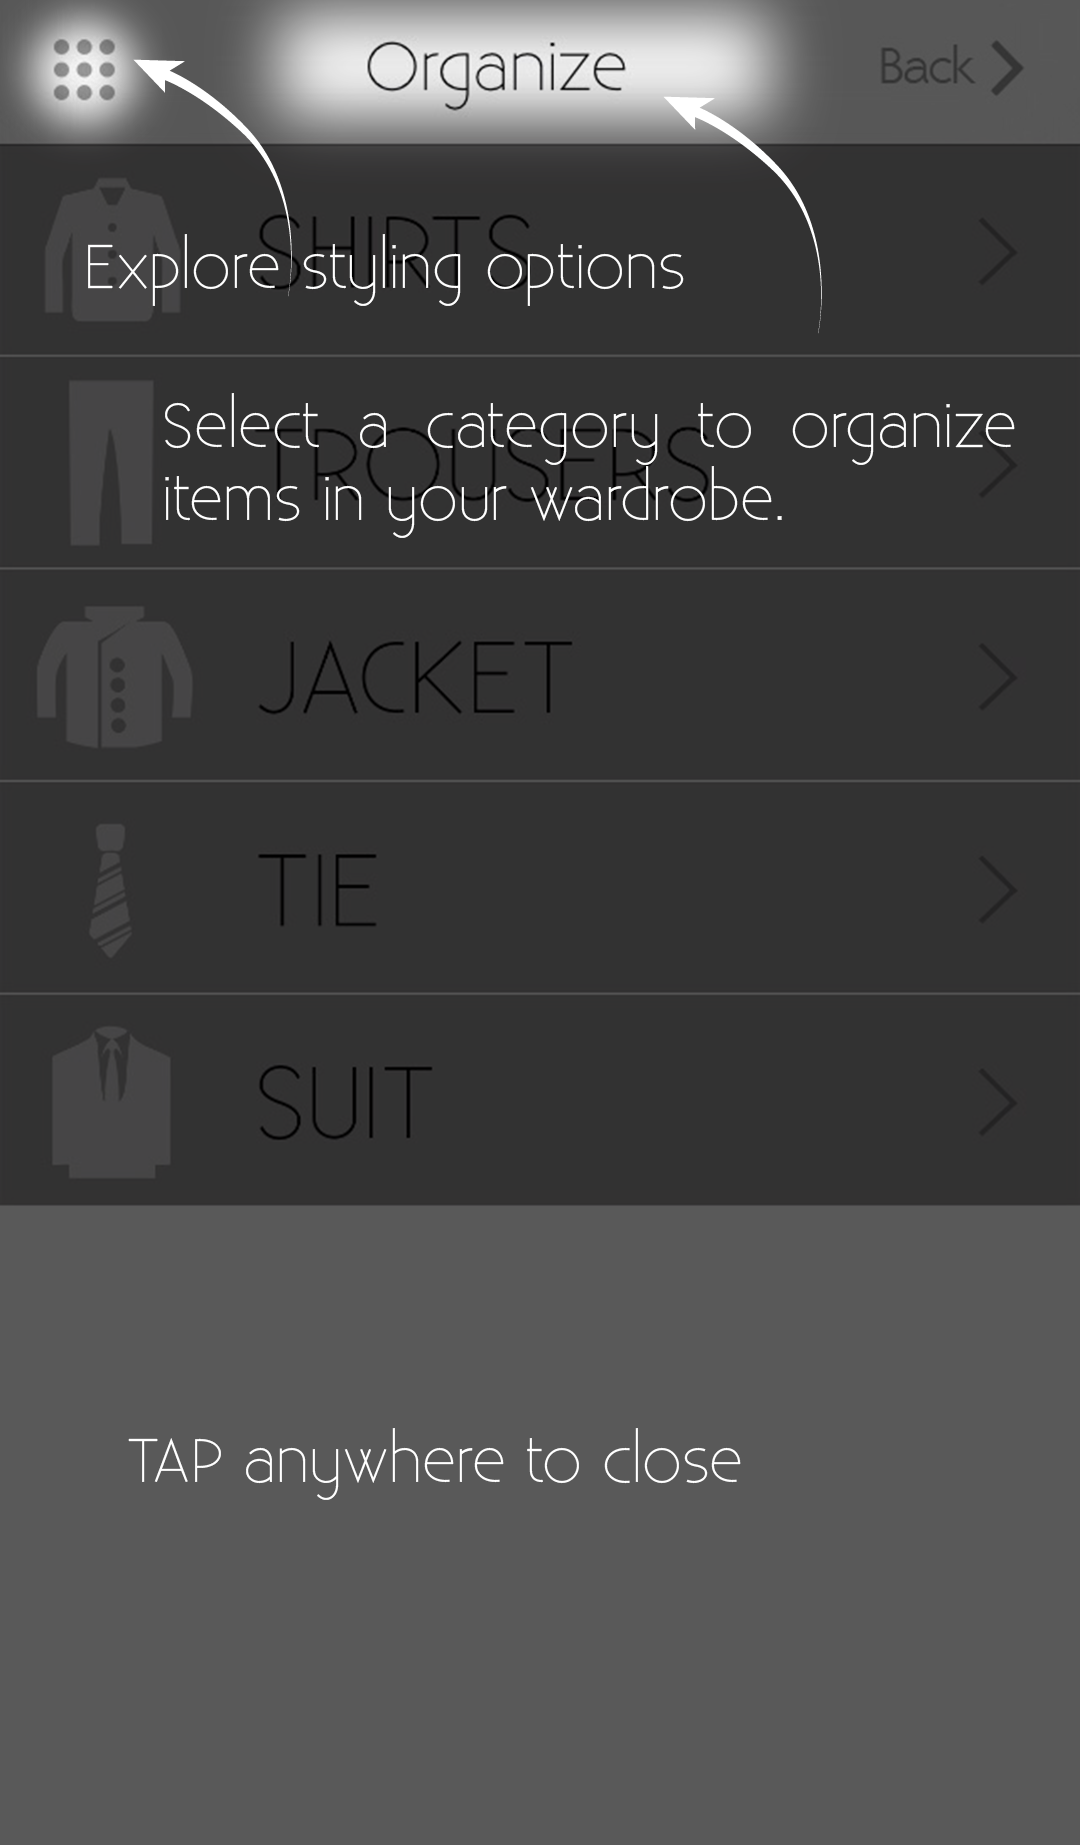 Organize
Back
SHIRTS
Explore styling options
Select a category to organize
TROUSERS
items in your wardrobe.
JACKET
TIE
SUIT
TAP anywhere to close